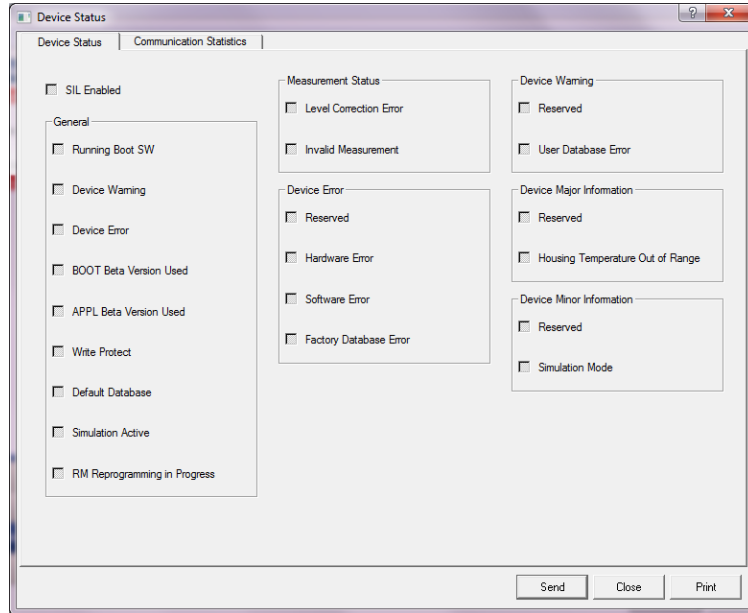 Device Status
?
X
Device Status
Communication Statistics
SIL Enabled
General
Running Boot SW
Device Warning
Device Error
BOOT Beta Version Used
APPL Beta Version Used
Write Protect
Default Database
Simulation Active
RM Reprogramming in Progress
Measurement Status
Level Correction Error
Invalid Measurement
Device Error
Reserved
Hardware Error
Software Error
Factory Database Error
Device Warning
Reserved
User Database Error
Device Major Information
Reserved
Housing Temperature Out of Range
Device Minor Information
Reserved
Simulation Mode
Send
Close
Print